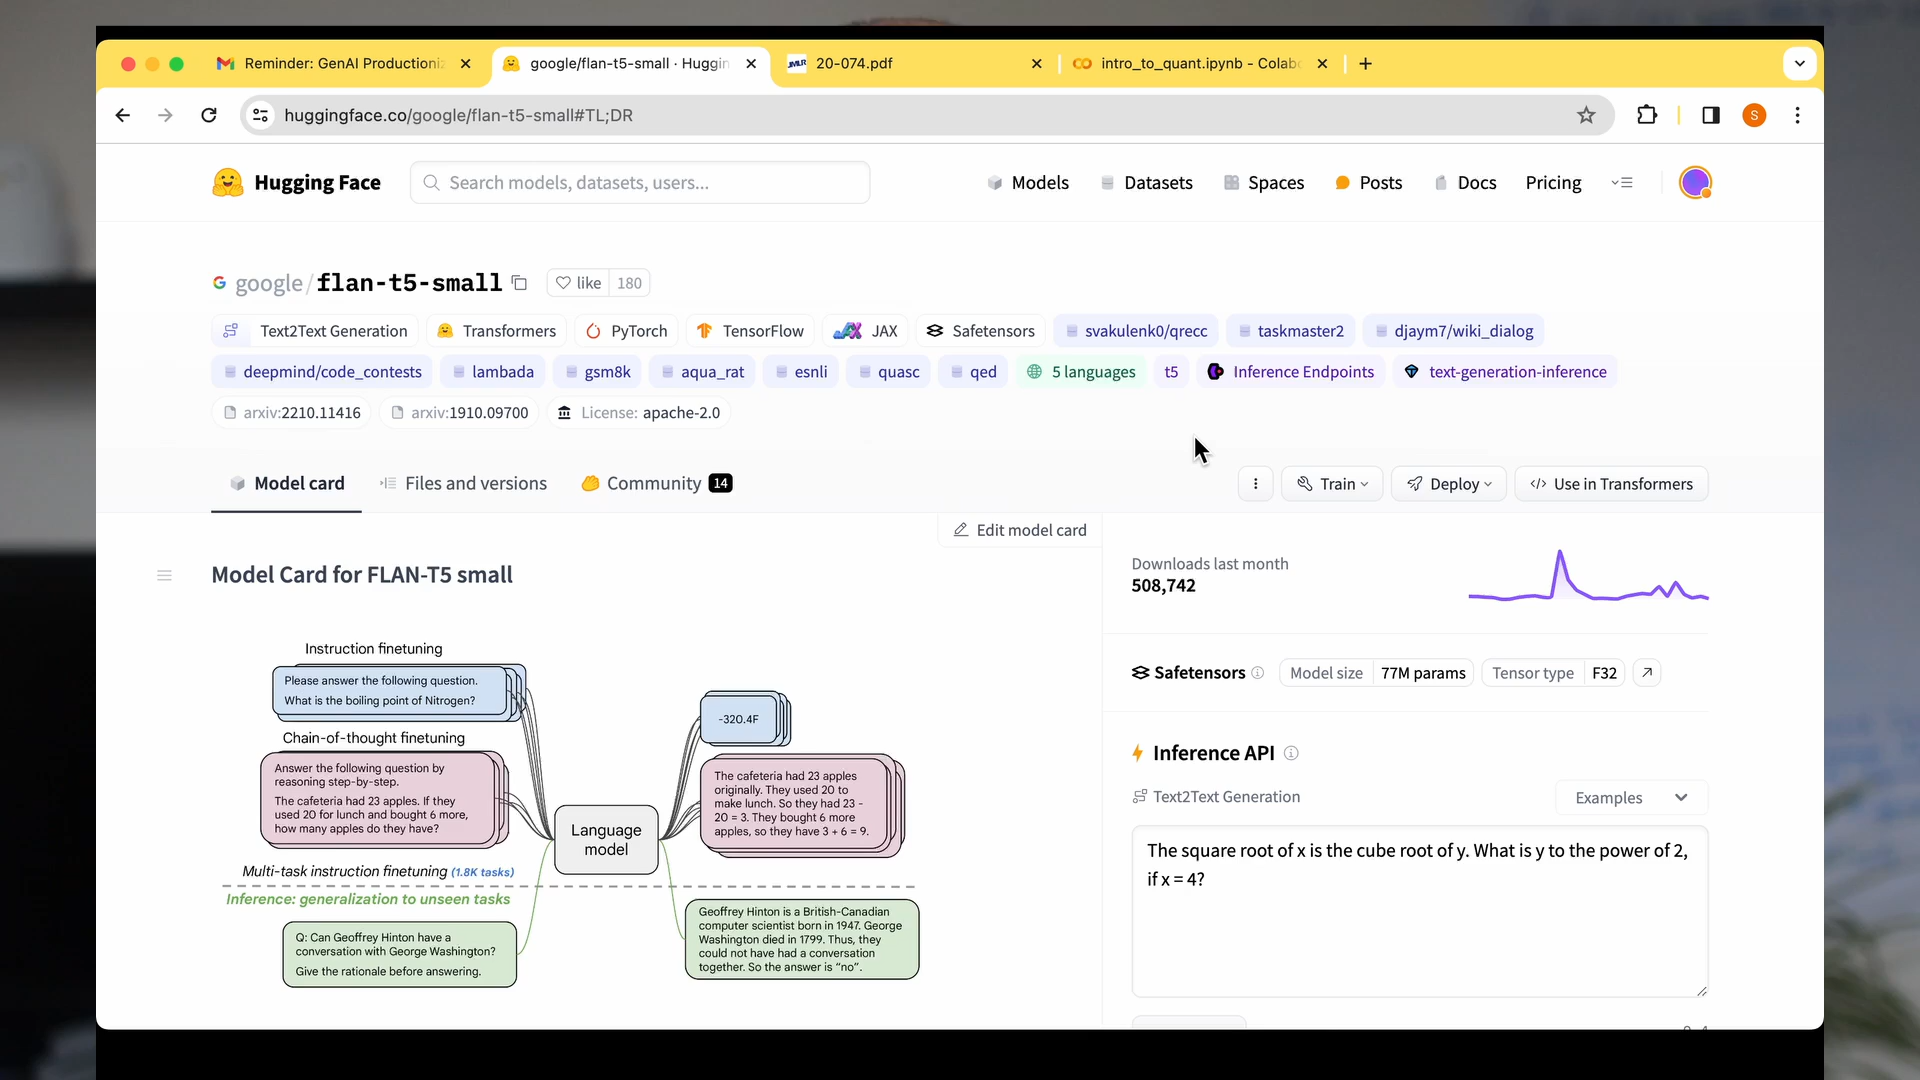 Reminder: GenAI Productioni
google/flan-t5-small · Huggin
20-074.pdf
intro_to_quant.ipynb - Colab
huggingface.co/google/flan-t5-small#TL;DR
S
Hugging Face
Search models, datasets, users...
Models
Datasets
Spaces
Posts
Docs
Pricing
google/flan-t5-small
like 180
Text2Text Generation
Transformers
PyTorch
TensorFlow
JAX
Safetensors
svakulenk0/qrecc
taskmaster2
djaym7/wiki_dialog
deepmind/code_contests
lambada
gsm8k
aqua_rat
esnli
quasc
qed
5 languages
t5
Inference Endpoints
text-generation-inference
arxiv:2210.11416
arxiv:1910.09700
License: apache-2.0
Model card
Files and versions
Community 14
Train
Deploy
Use in Transformers
Edit model card
Model Card for FLAN-T5 small
Instruction finetuning
Please answer the following question.
What is the boiling point of Nitrogen?
Chain-of-thought finetuning
Answer the following question by
reasoning step-by-step.
The cafeteria had 23 apples. If they
used 20 for lunch and bought 6 more,
how many apples do they have?
Multi-task instruction finetuning (1.8K tasks)
Inference: generalization to unseen tasks
Q: Can Geoffrey Hinton have a
conversation with George Washington?
Give the rationale before answering.
Language
model
-320.4F
The cafeteria had 23 apples
originally. They used 20 to
make lunch. So they had 23 -
20 = 3. They bought 6 more
apples, so they have 3 + 6 = 9.
Geoffrey Hinton is a British-Canadian
computer scientist born in 1947. George
Washington died in 1799. Thus, they
could not have had a conversation
together. So the answer is “no”.
Downloads last month
508,742
Safetensors
Model size 77M params
Tensor type F32
Inference API
Text2Text Generation
Examples
The square root of x is the cube root of y. What is y to the power of 2,
if x = 4?